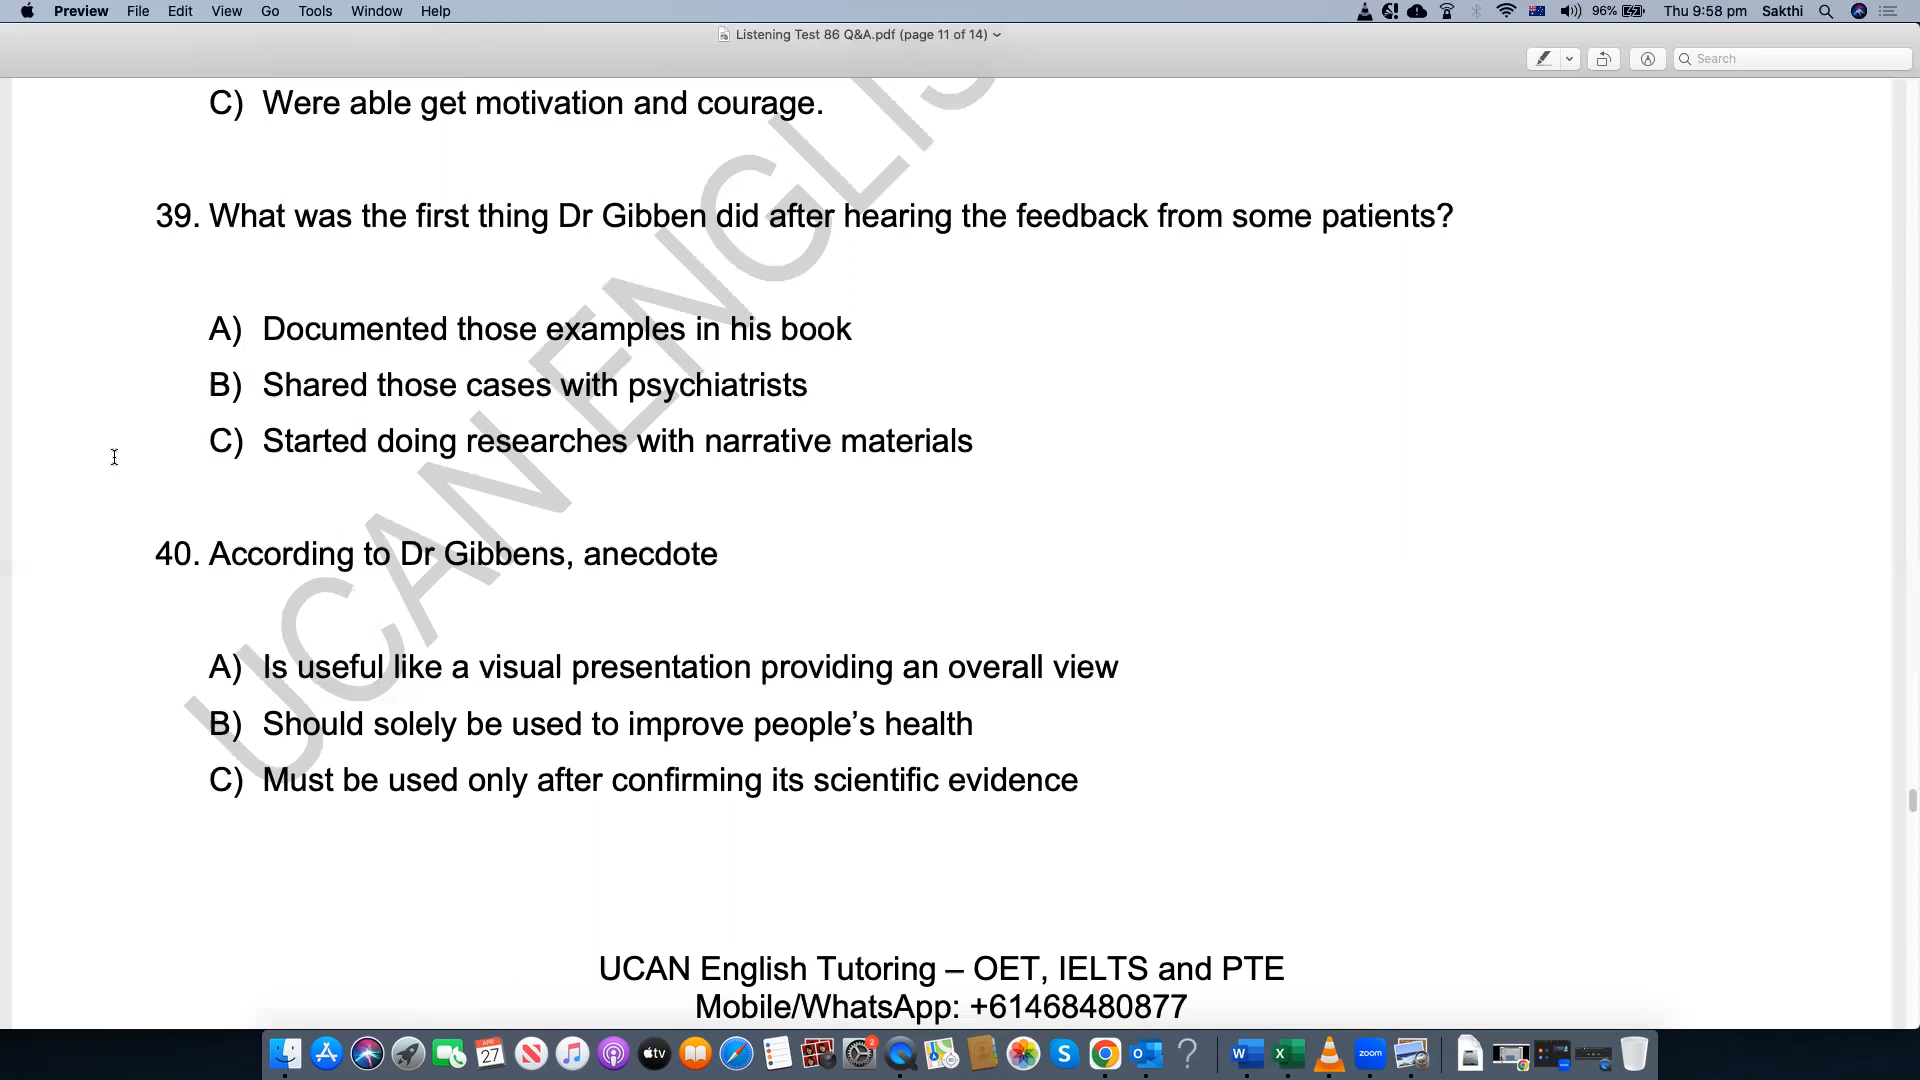 Preview File Edit View Go Tools Window Help 96% Thu 9:58 pm Sakthi
Listening Test 86 Q&A.pdf (page 11 of 14)
Search
C) Were able get motivation and courage.
39. What was the first thing Dr Gibben did after hearing the feedback from some patients?
A) Documented those examples in his book
B) Shared those cases with psychiatrists
C) Started doing researches with narrative materials
40. According to Dr Gibbens, anecdote
A) Is useful like a visual presentation providing an overall view
B) Should solely be used to improve people’s health
C) Must be used only after confirming its scientific evidence
UCAN ENGLIS
UCAN English Tutoring – OET, IELTS and PTE
Mobile/WhatsApp: +61468480877
APR
27
tv
2
S
O
W
X
zoom